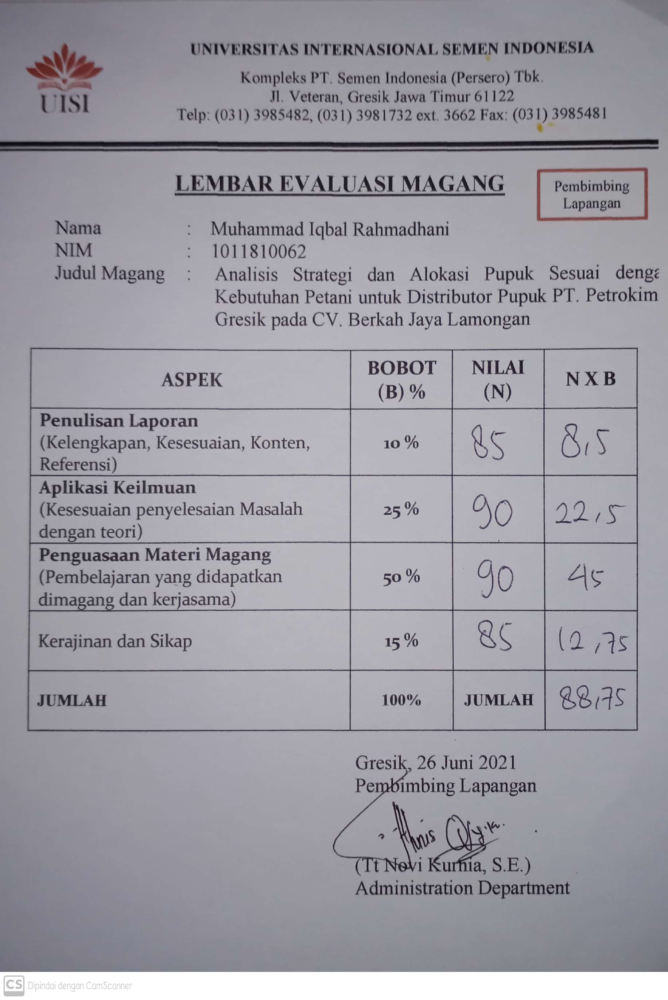 UISI
UNIVERSITAS INTERNASIONAL SEMEN INDONESIA
Kompleks PT. Semen Indonesia (Persero) Tbk.
Jl. Veteran, Gresik Jawa Timur 61122
Telp: (031) 3985482, (031) 3981732 ext. 3662 Fax: (031) 3985481
LEMBAR EVALUASI MAGANG
Pembimbing
Lapangan
Nama : Muhammad Iqbal Rahmadhani
NIM : 1011810062
Judul Magang : Analisis Strategi dan Alokasi Pupuk Sesuai denga
Kebutuhan Petani untuk Distributor Pupuk PT. Petrokim
Gresik pada CV. Berkah Jaya Lamongan
ASPEK BOBOT (B) % NILAI (N) N X B
Penulisan Laporan
(Kelengkapan, Kesesuaian, Konten, 10 % 85 8,5
Referensi)
Aplikasi Keilmuan
(Kesesuaian penyelesaian Masalah 25 % 90 22,5
dengan teori)
Penguasaan Materi Magang
(Pembelajaran yang didapatkan 50 % 90 45
dimagang dan kerjasama)
Kerajinan dan Sikap 15 % 85 12,75
JUMLAH 100% JUMLAH 88,75
Gresik, 26 Juni 2021
Pembimbing Lapangan
(Tt Novi Kurnia, S.E.)
Administration Department
CS Dipindai dengan CamScanner